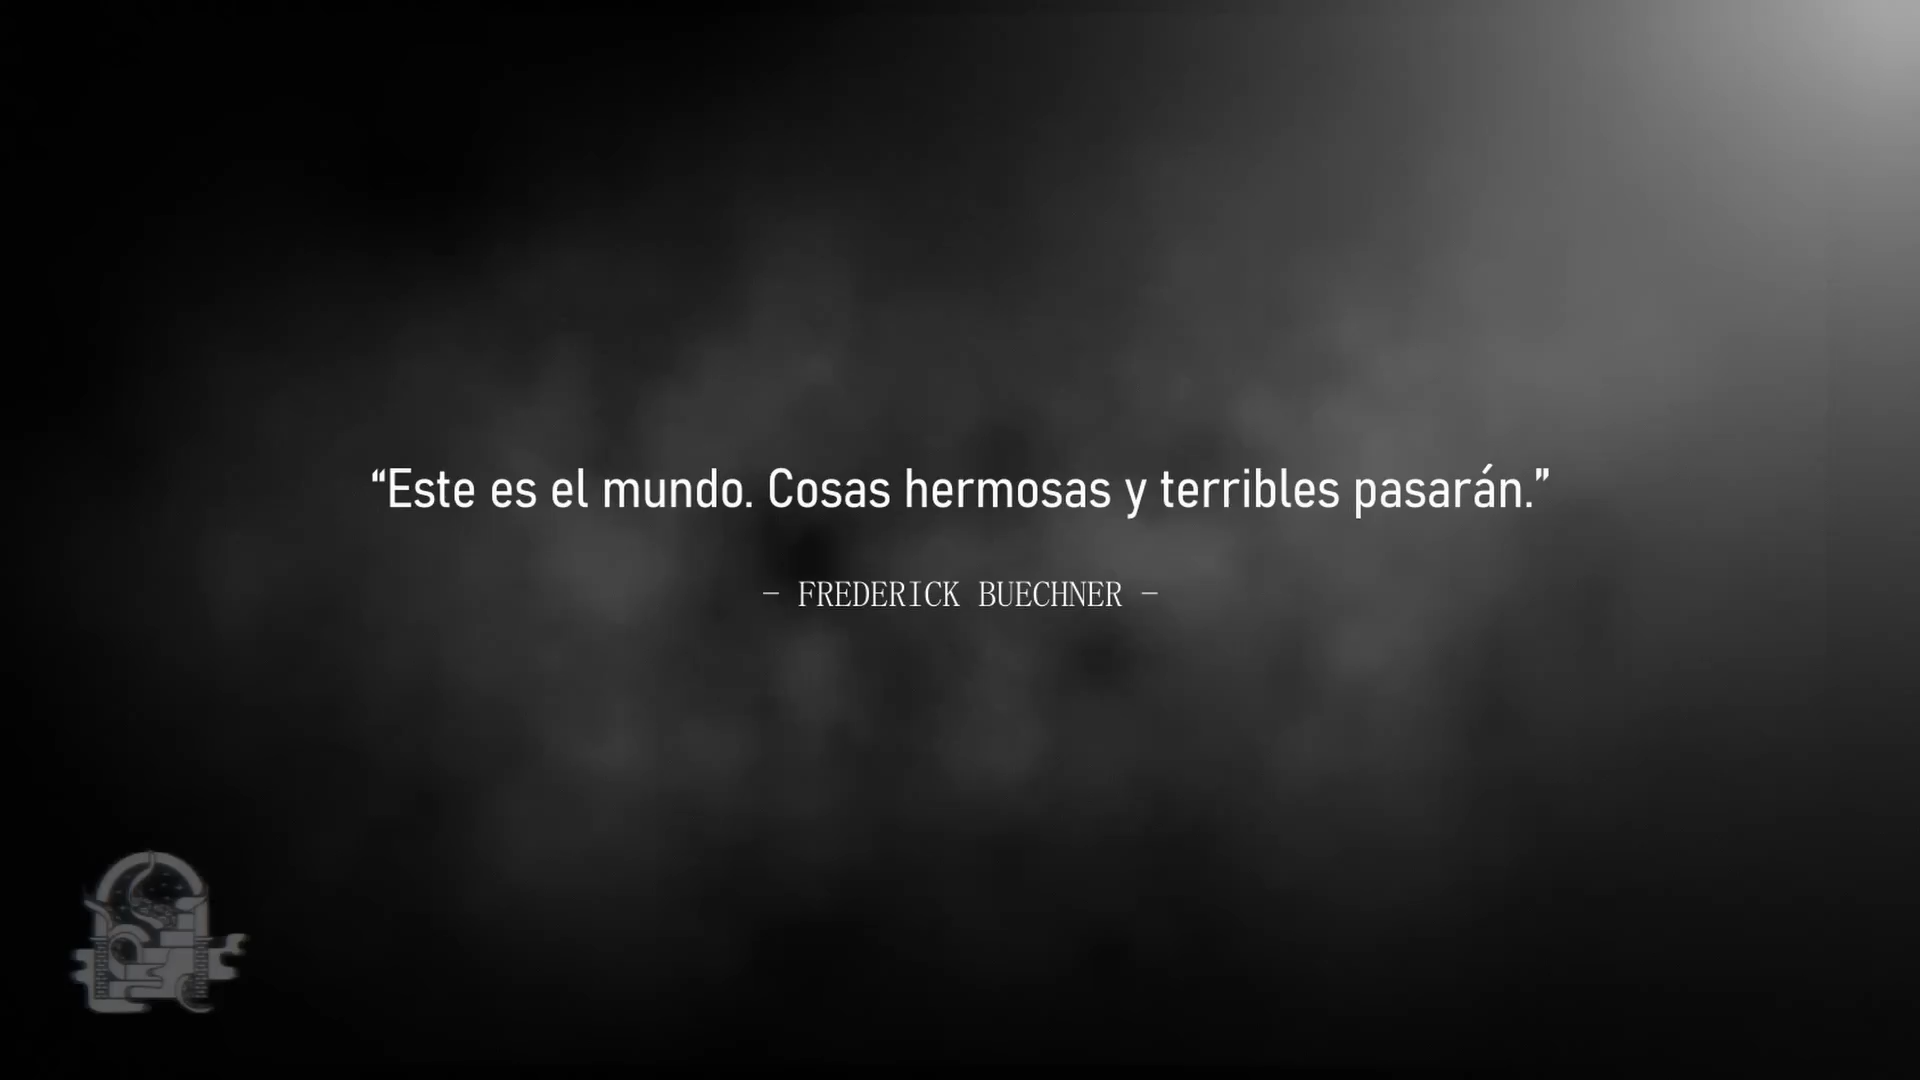 “Este es el mundo. Cosas hermosas y terribles pasarán.”
— FREDERICK BUECHNER —